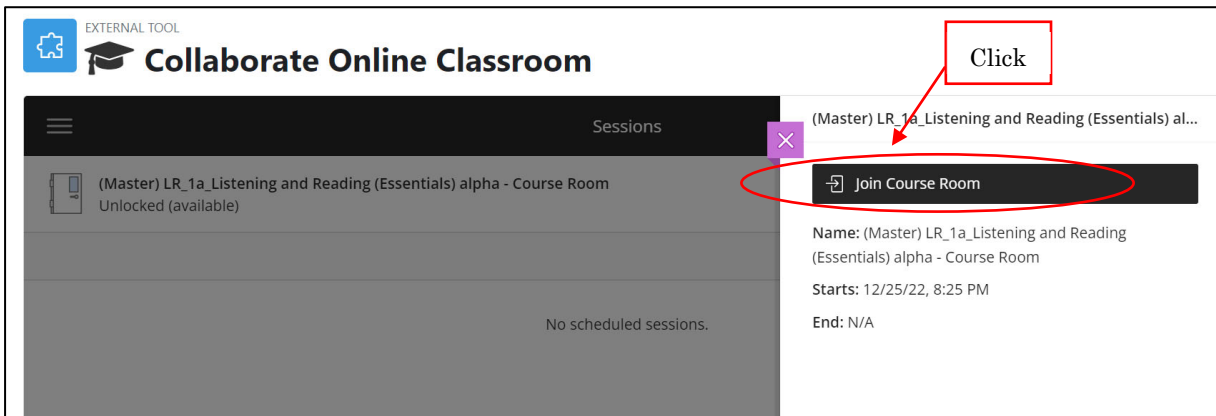 EXTERNAL TOOL
Collaborate Online Classroom
Click
Sessions
(Master) LR_1a_Listening and Reading (Essentials) alpha - Course Room
Unlocked (available)
No scheduled sessions.
(Master) LR_1a_Listening and Reading (Essentials) al...
Join Course Room
Name: (Master) LR_1a_Listening and Reading
(Essentials) alpha - Course Room
Starts: 12/25/22, 8:25 PM
End: N/A